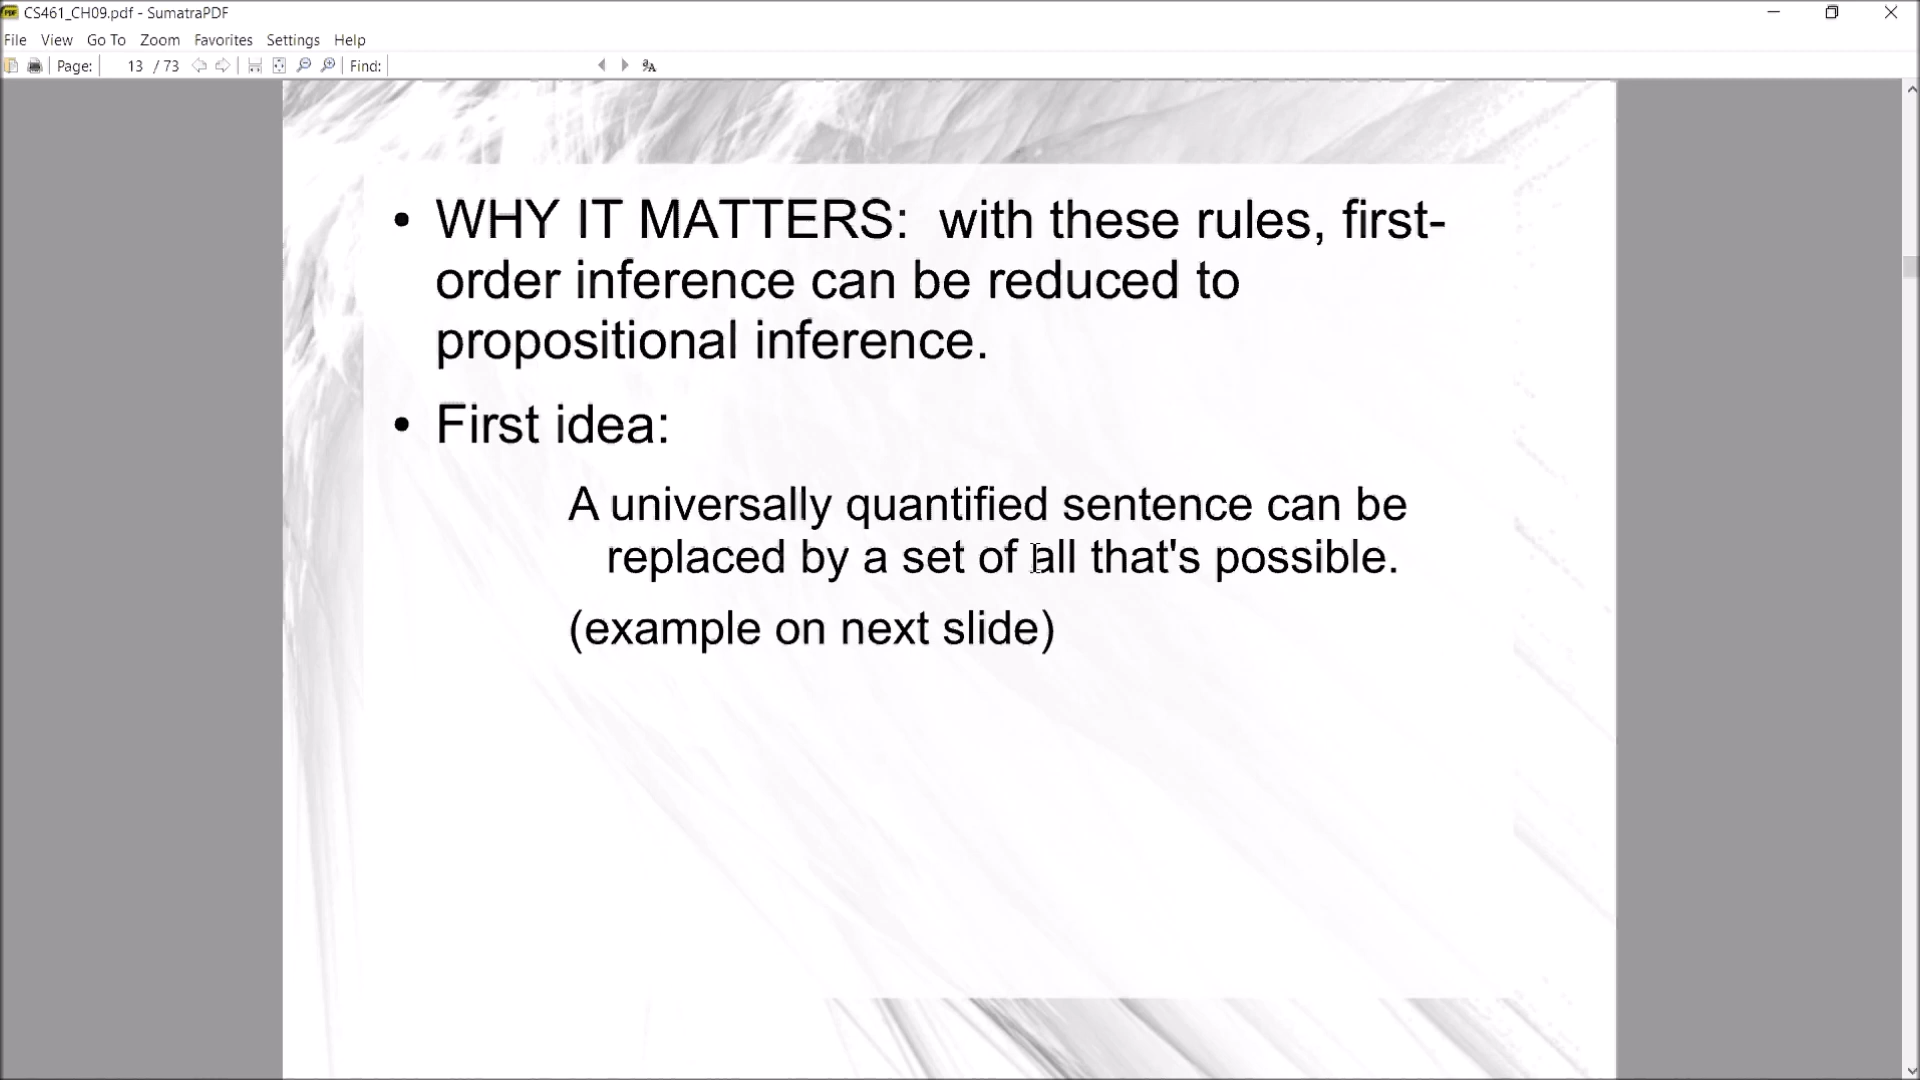 CS461_CH09.pdf - SumatraPDF
File View Go To Zoom Favorites Settings Help
Page: 13 / 73 Find:
• WHY IT MATTERS: with these rules, first-
order inference can be reduced to
propositional inference.
• First idea:
A universally quantified sentence can be
replaced by a set of all that's possible.
(example on next slide)